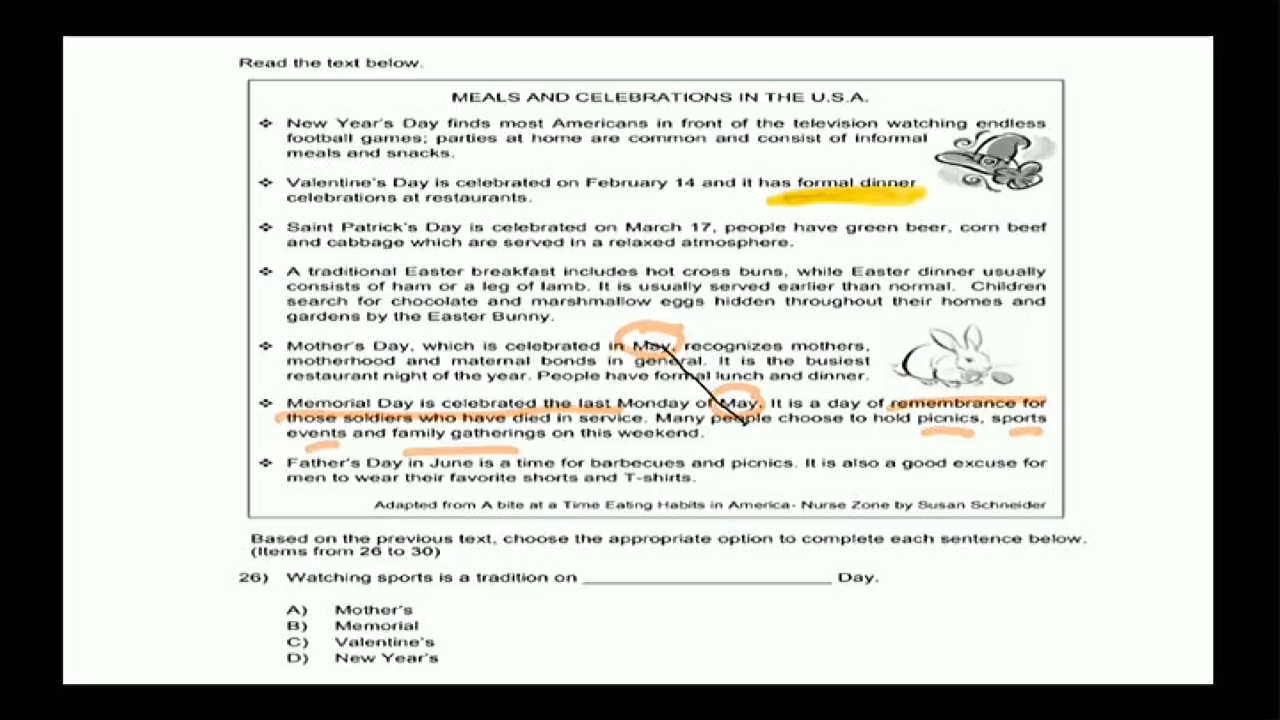 Read the text below.
MEALS AND CELEBRATIONS IN THE U.S.A.
❖ New Year's Day finds most Americans in front of the television watching endless
football games; parties at home are common and consist of informal
meals and snacks.
❖ Valentine's Day is celebrated on February 14 and it has formal dinner
celebrations at restaurants.
❖ Saint Patrick's Day is celebrated on March 17, people have green beer, corn beef
and cabbage which are served in a relaxed atmosphere.
❖ A traditional Easter breakfast includes hot cross buns, while Easter dinner usually
consists of ham or a leg of lamb. It is usually served earlier than normal. Children
search for chocolate and marshmallow eggs hidden throughout their homes and
gardens by the Easter Bunny.
❖ Mother's Day, which is celebrated in May, recognizes mothers,
motherhood and maternal bonds in general. It is the busiest
restaurant night of the year. People have formal lunch and dinner.
❖ Memorial Day is celebrated the last Monday of May. It is a day of remembrance for
those soldiers who have died in service. Many people choose to hold picnics, sports
events and family gatherings on this weekend.
❖ Father's Day in June is a time for barbecues and picnics. It is also a good excuse for
men to wear their favorite shorts and T-shirts.
Adapted from A bite at a Time Eating Habits in America- Nurse Zone by Susan Schneider
Based on the previous text, choose the appropriate option to complete each sentence below.
(Items from 26 to 30)
26) Watching sports is a tradition on ______________________________ Day.
A) Mother's
B) Memorial
C) Valentine's
D) New Year's